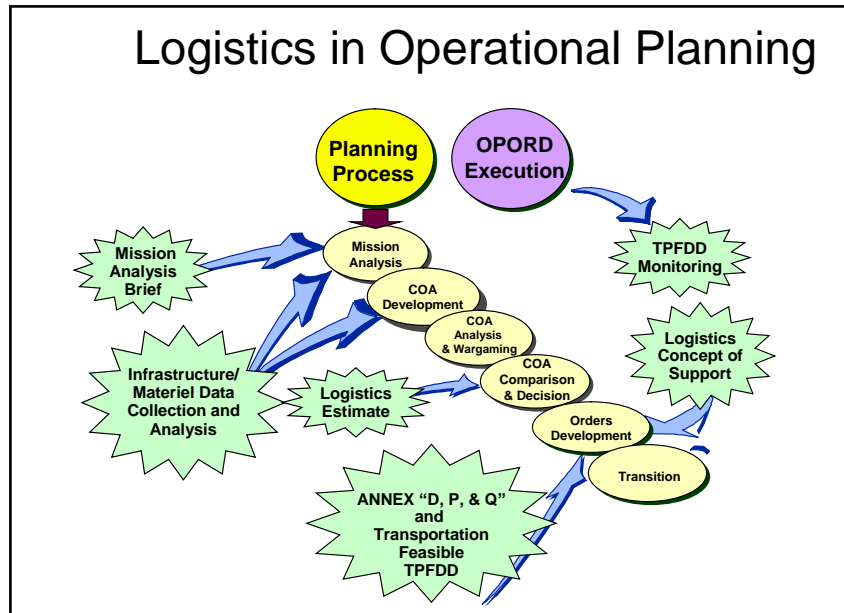 Logistics in Operational Planning
Planning
Process
OPORD
Execution
Mission
Analysis
Brief
Mission
Analysis
TPFDD
Monitoring
COA
Development
COA
Analysis
& Wargaming
Logistics
Concept of
Support
Infrastructure/
Materiel Data
Collection and
Analysis
Logistics
Estimate
COA
Comparison
& Decision
Orders
Development
Transition
ANNEX “D, P, & Q”
and
Transportation
Feasible
TPFDD